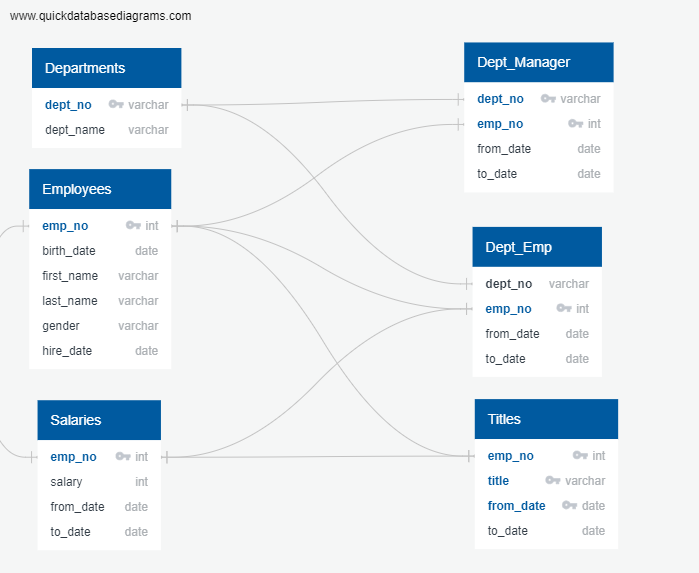 www.quickdatabasediagrams.com
Departments
dept_no varchar
dept_name varchar
Employees
emp_no int
birth_date date
first_name varchar
last_name varchar
gender varchar
hire_date date
Salaries
emp_no int
salary int
from_date date
to_date date
Dept_Manager
dept_no varchar
emp_no int
from_date date
to_date date
Dept_Emp
dept_no varchar
emp_no int
from_date date
to_date date
Titles
emp_no int
title varchar
from_date date
to_date date